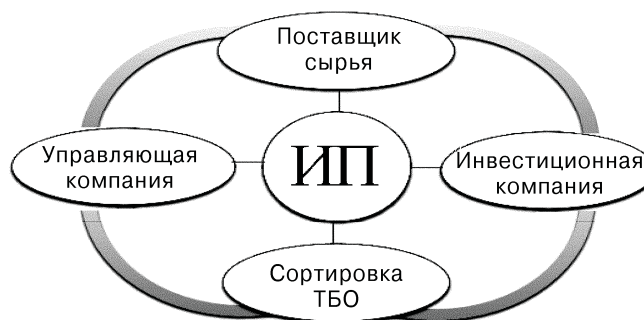 Поставщик
сырья
Управляющая
компания
ИП
Инвестиционная
компания
Сортировка
ТБО